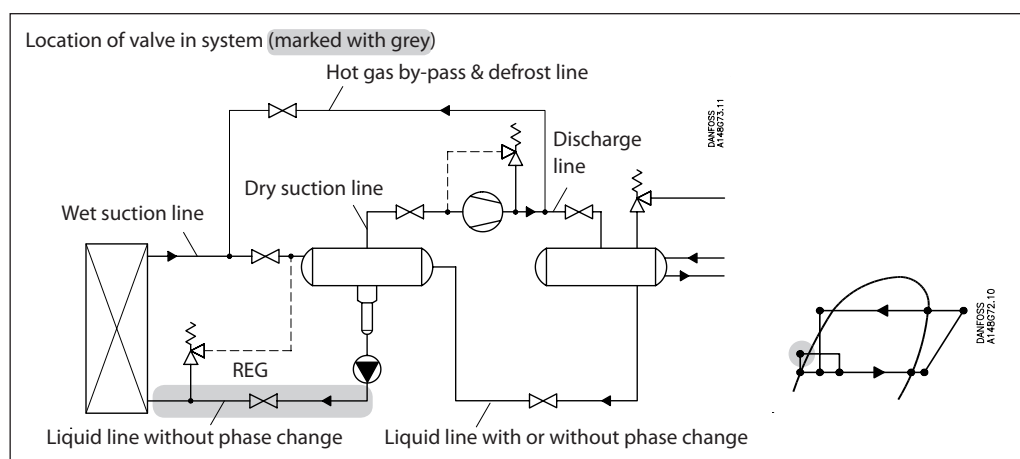 Location of valve in system (marked with grey)
Hot gas by-pass & defrost line
DANFOSS
A14BG73.11
Discharge
line
Dry suction line
Wet suction line
DANFOSS
A14BG72.10
REG
Liquid line without phase change
Liquid line with or without phase change